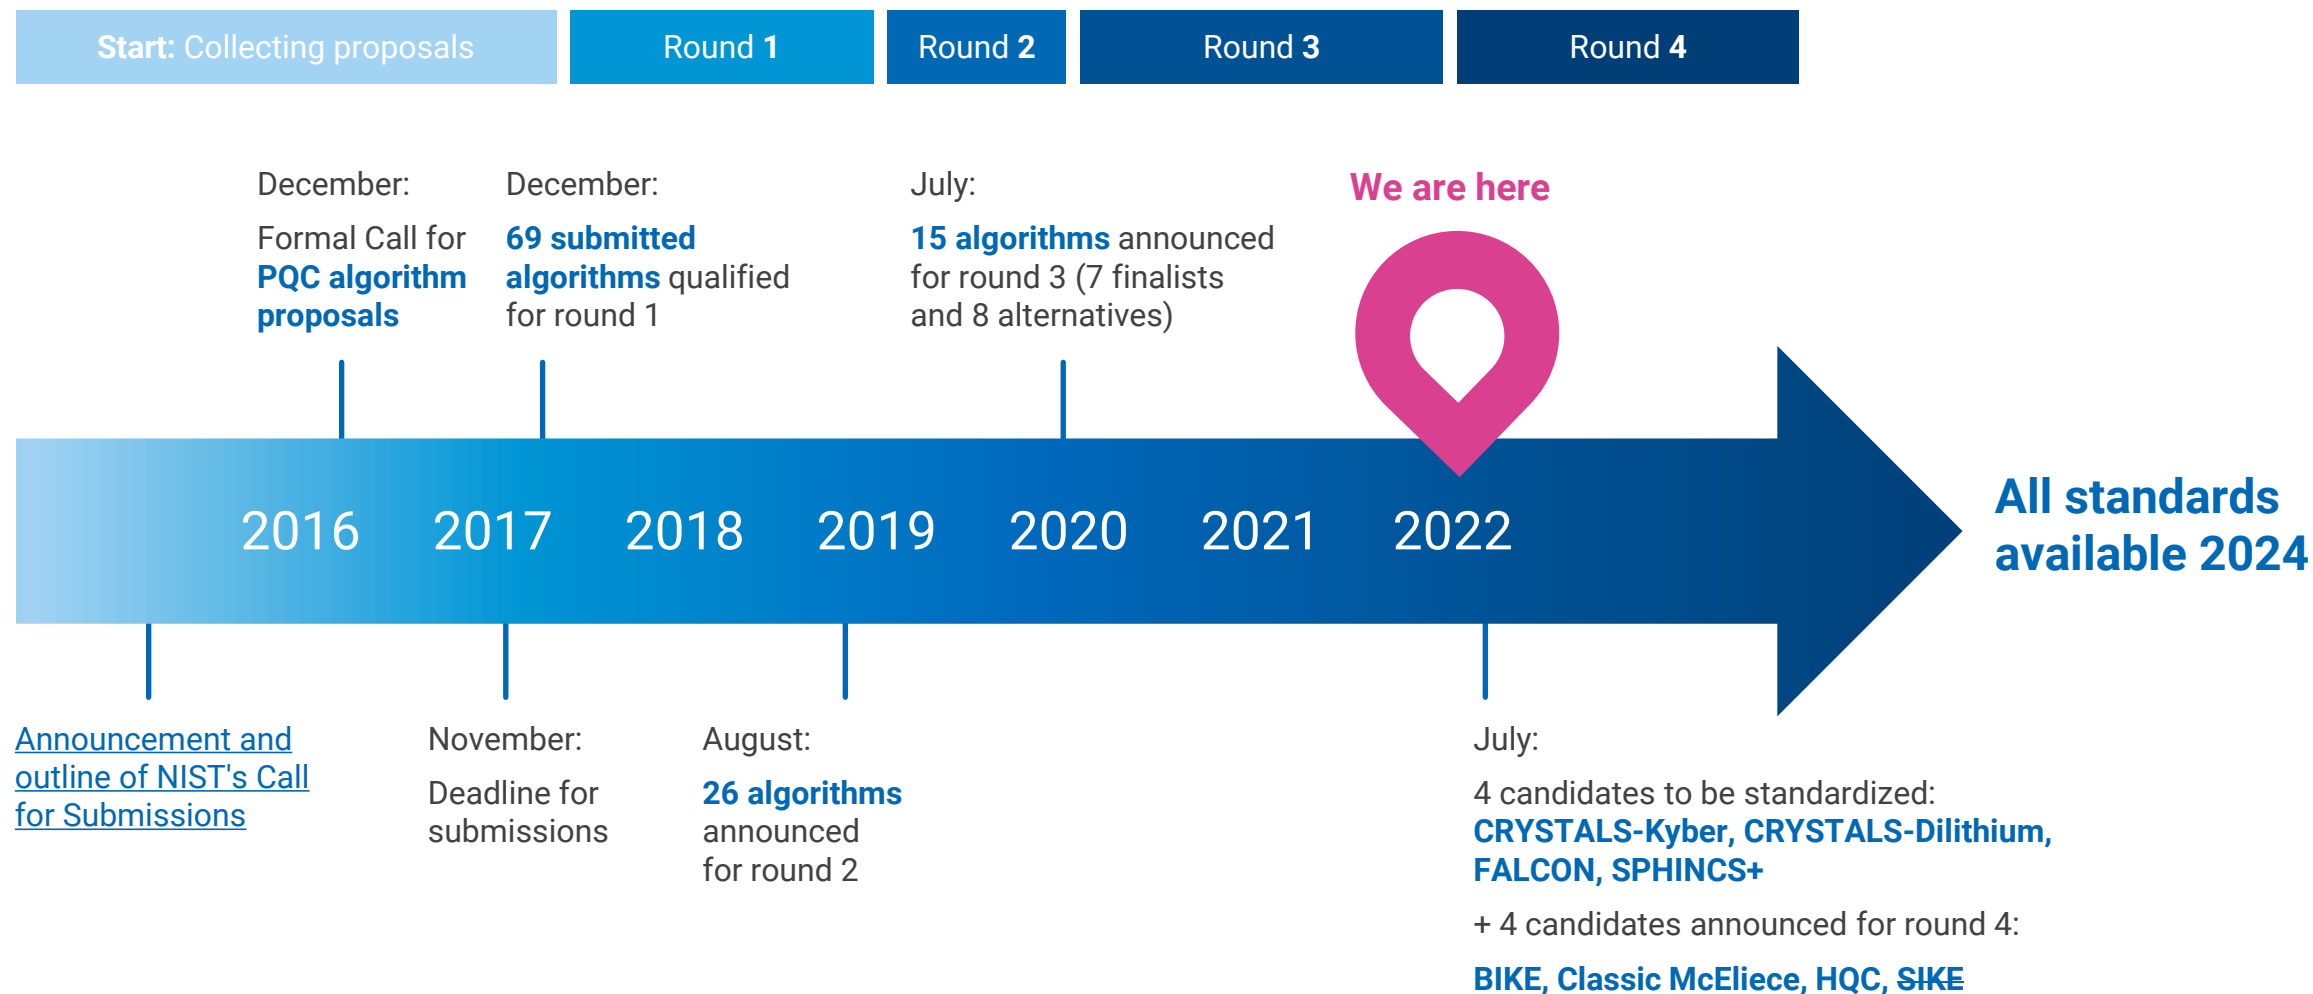 Start: Collecting proposals
Round 1
Round 2
Round 3
Round 4
December:
Formal Call for
PQC algorithm
proposals
December:
69 submitted
algorithms qualified
for round 1
July:
15 algorithms announced
for round 3 (7 finalists
and 8 alternatives)
We are here
2016
2017
2018
2019
2020
2021
2022
All standards
available 2024
Announcement and
outline of NIST's Call
for Submissions
November:
Deadline for
submissions
August:
26 algorithms
announced
for round 2
July:
4 candidates to be standardized:
CRYSTALS-Kyber, CRYSTALS-Dilithium,
FALCON, SPHINCS+
+ 4 candidates announced for round 4:
BIKE, Classic McEliece, HQC, SIKE